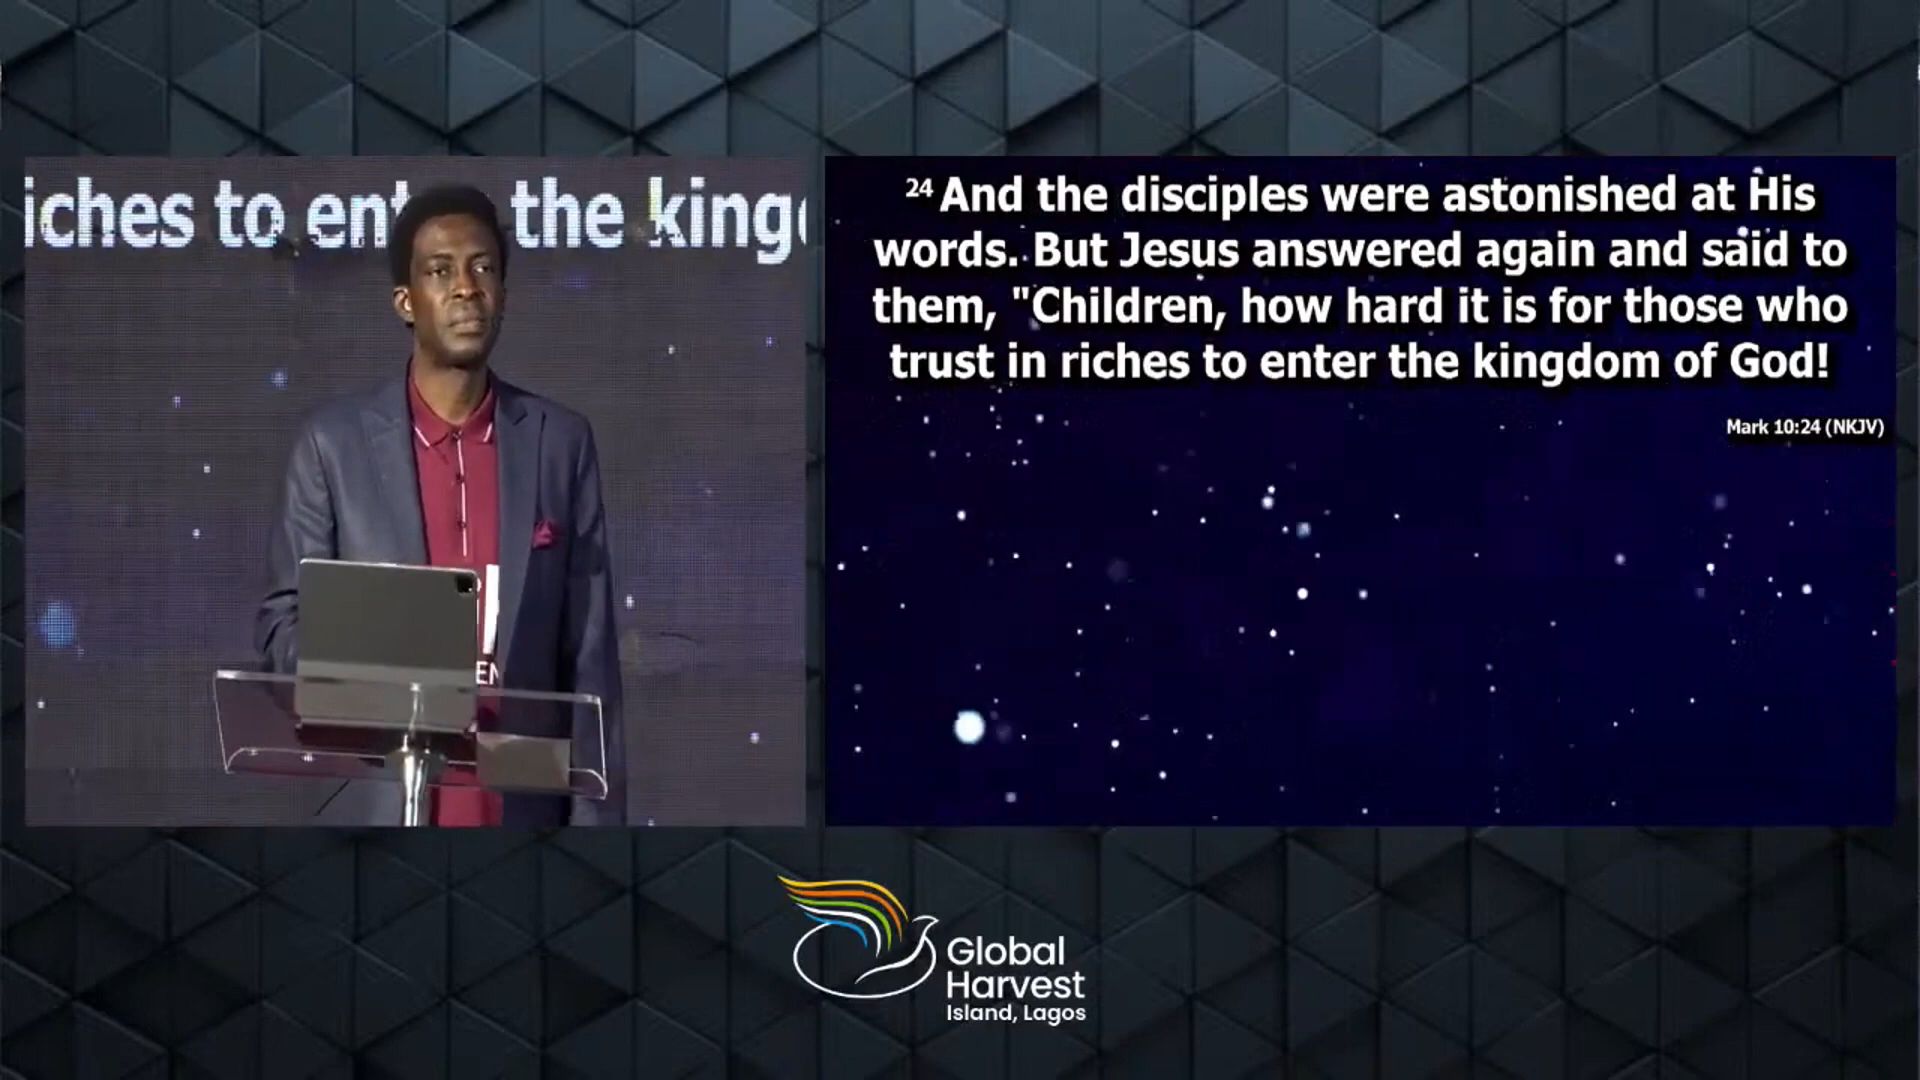 iches to en the king
24 And the disciples were astonished at His
words. But Jesus answered again and said to
them, "Children, how hard it is for those who
trust in riches to enter the kingdom of God!
Mark 10:24 (NKJV)
EN
Global
Harvest
Island, Lagos